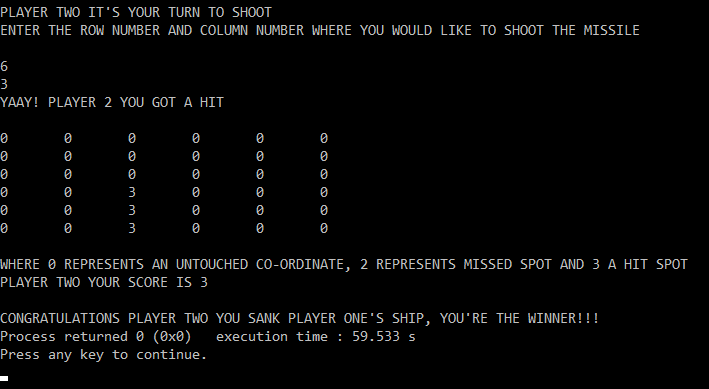 PLAYER TWO IT'S YOUR TURN TO SHOOT
ENTER THE ROW NUMBER AND COLUMN NUMBER WHERE YOU WOULD LIKE TO SHOOT THE MISSILE
6
3
YAAY! PLAYER 2 YOU GOT A HIT
0 0 0 0 0 0
0 0 0 0 0 0
0 0 0 0 0 0
0 0 3 0 0 0
0 0 3 0 0 0
0 0 3 0 0 0
WHERE 0 REPRESENTS AN UNTOUCHED CO-ORDINATE, 2 REPRESENTS MISSED SPOT AND 3 A HIT SPOT
PLAYER TWO YOUR SCORE IS 3
CONGRATULATIONS PLAYER TWO YOU SANK PLAYER ONE'S SHIP, YOU'RE THE WINNER!!!
Process returned 0 (0x0)   execution time : 59.533 s
Press any key to continue.